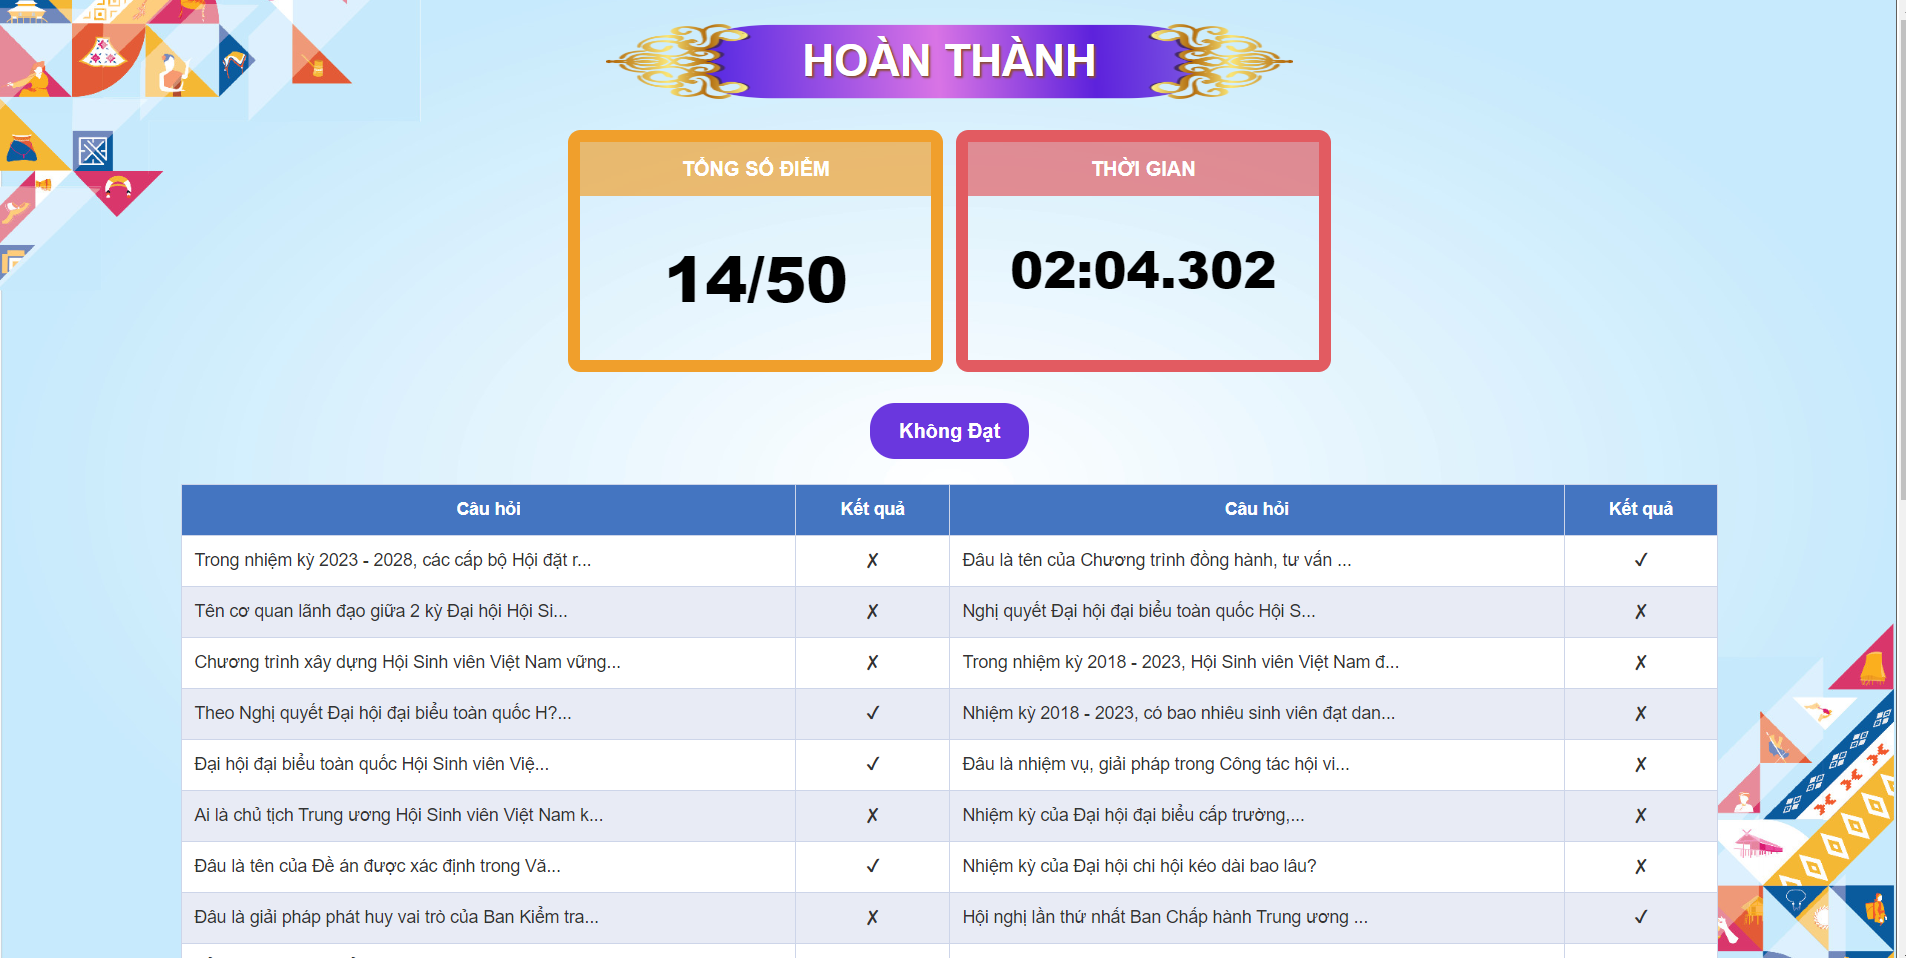 HOÀN THÀNH
TỔNG SỐ ĐIỂM
THỜI GIAN
14/50
02:04.302
Không Đạt
Câu hỏi Kết quả Câu hỏi Kết quả
Trong nhiệm kỳ 2023 - 2028, các cấp bộ Hội đặt r... ✗ Đâu là tên của Chương trình đồng hành, tư vấn ... ✓
Tên cơ quan lãnh đạo giữa 2 kỳ Đại hội Hội Si... ✗ Nghị quyết Đại hội đại biểu toàn quốc Hội S... ✗
Chương trình xây dựng Hội Sinh viên Việt Nam vững... ✗ Trong nhiệm kỳ 2018 - 2023, Hội Sinh viên Việt Nam đ... ✗
Theo Nghị quyết Đại hội đại biểu toàn quốc H?... ✓ Nhiệm kỳ 2018 - 2023, có bao nhiêu sinh viên đạt dan... ✗
Đại hội đại biểu toàn quốc Hội Sinh viên Việ... ✓ Đâu là nhiệm vụ, giải pháp trong Công tác hội vi... ✗
Ai là chủ tịch Trung ương Hội Sinh viên Việt Nam k... ✗ Nhiệm kỳ của Đại hội đại biểu cấp trường,... ✗
Đâu là tên của Đề án được xác định trong Vă... ✓ Nhiệm kỳ của Đại hội chi hội kéo dài bao lâu? ✗
Đâu là giải pháp phát huy vai trò của Ban Kiểm tra... ✗ Hội nghị lần thứ nhất Ban Chấp hành Trung ương ... ✓